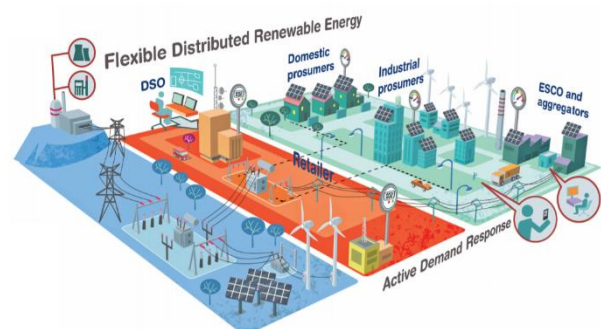 Flexible Distributed Renewable Energy
DSO
Domestic
prosumers
Industrial
prosumers
ESCO and
aggregators
Retailer
Active Demand Response